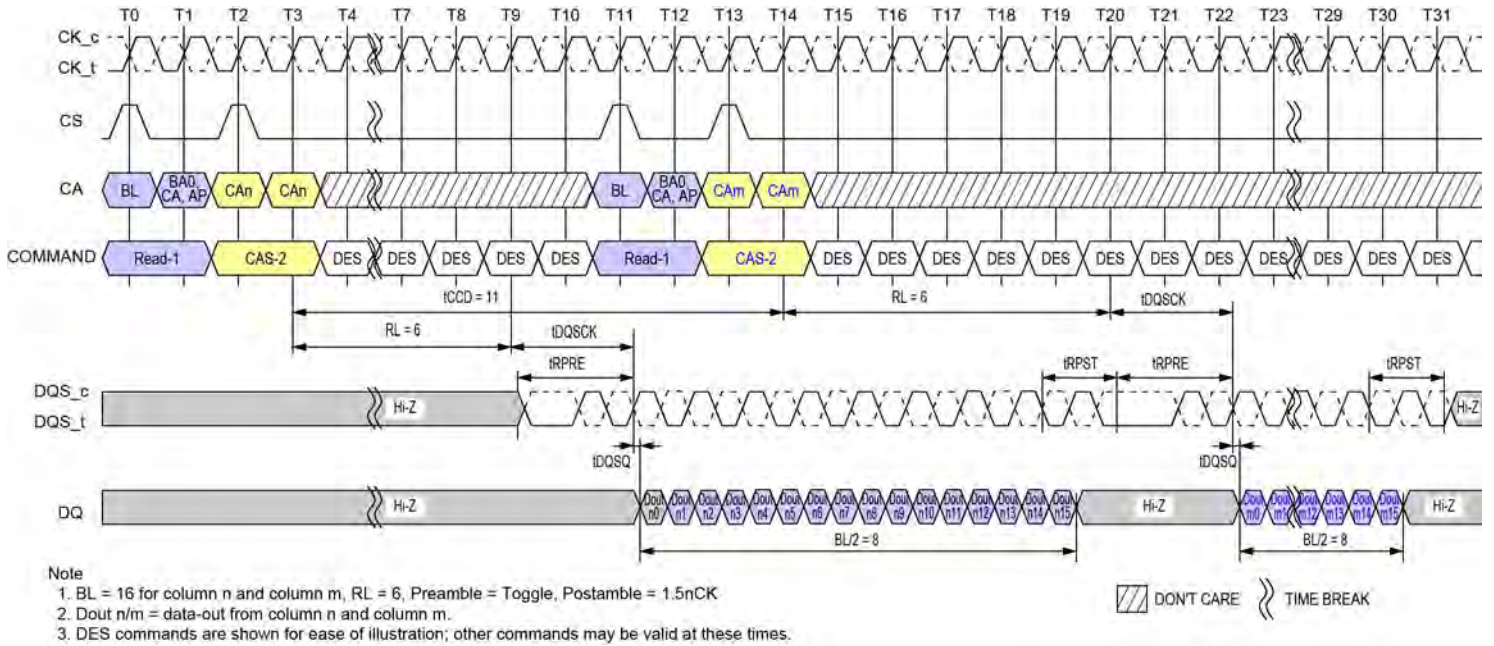 T0 T1 T2 T3 T4 T7 T8 T9 T10 T11 T12 T13 T14 T15 T16 T17 T18 T19 T20 T21 T22 T23 T29 T30 T31
CK_c
CK_t
CS
CA BL BA0, CA, AP CAn CAn BL BA0, CA, AP CAm CAm
COMMAND Read-1 CAS-2 DES DES DES DES DES Read-1 CAS-2 DES DES DES DES DES DES DES DES DES DES DES DES
tCCD = 11 RL = 6 tDQSCK
RL = 6 tDQSCK
tRPRE tRPST tRPRE tRPST
DQS_c
DQS_t Hi-Z Hi-Z
tDQSQ tDQSQ
DQ Hi-Z Dout n0 Dout n1 Dout n2 Dout n3 Dout n4 Dout n5 Dout n6 Dout n7 Dout n8 Dout n9 Dout n10 Dout n11 Dout n12 Dout n13 Dout n14 Dout n15 Hi-Z Dout m0 Dout m1 Dout m12 Dout m13 Dout m14 Dout m15 Hi-Z
BL/2 = 8 BL/2 = 8
Note
1. BL = 16 for column n and column m, RL = 6, Preamble = Toggle, Postamble = 1.5nCK
2. Dout n/m = data-out from column n and column m.
3. DES commands are shown for ease of illustration; other commands may be valid at these times.
DON'T CARE TIME BREAK